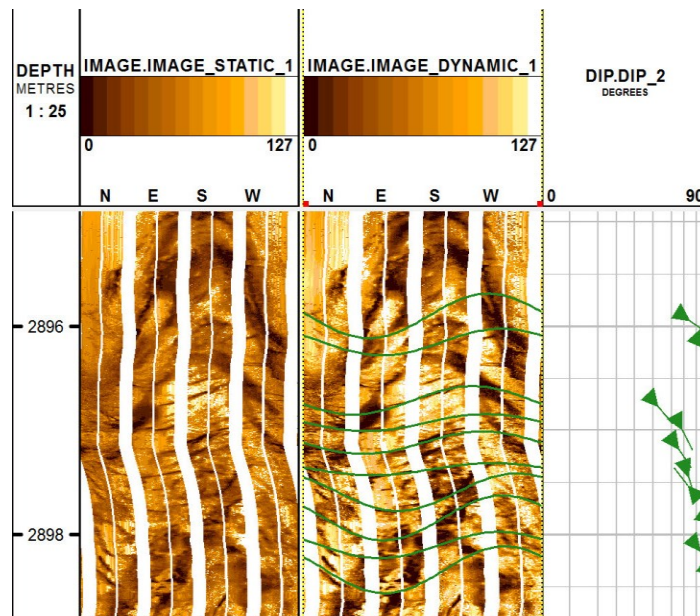 DEPTH
METRES
1 : 25
IMAGE.IMAGE_STATIC_1
0 127
N E S W
IMAGE.IMAGE_DYNAMIC_1
0 127
N E S W
DIP.DIP_2
DEGREES
0 90
2896
2898